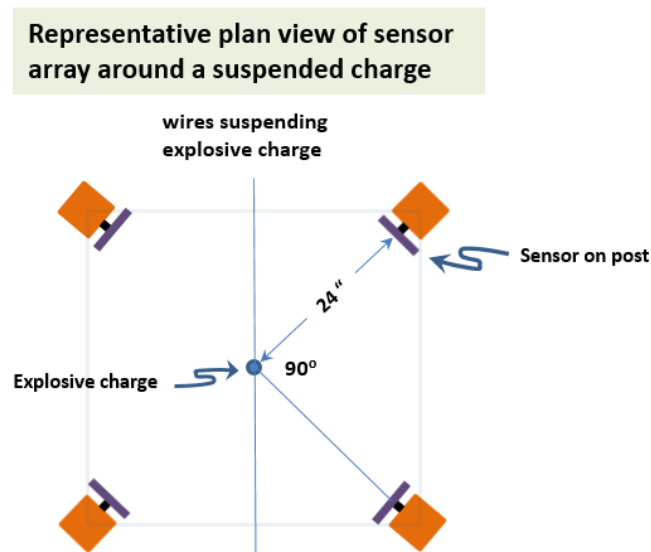 Representative plan view of sensor
array around a suspended charge
wires suspending
explosive charge
Sensor on post
24“
90⁰
Explosive charge